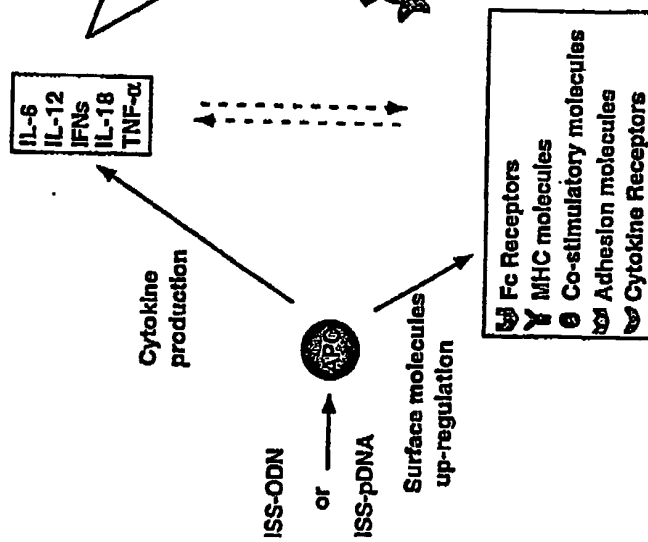 IL-6
IL-12
IFNs
IL-18
TNF-α
Cytokine
production
ISS-ODN
or
ISS-pDNA
APC
Surface molecules
up-regulation
Fc Receptors
MHC molecules
Co-stimulatory molecules
Adhesion molecules
Cytokine Receptors